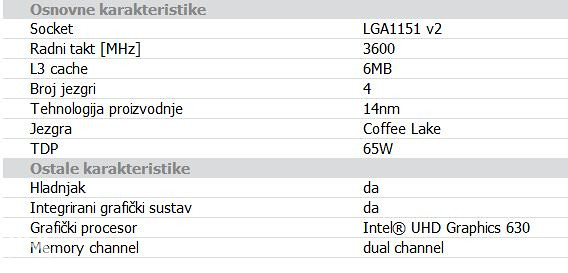 Osnovne karakteristike
Socket LGA1151 v2
Radni takt [MHz] 3600
L3 cache 6MB
Broj jezgri 4
Tehnologija proizvodnje 14nm
Jezgra Coffee Lake
TDP 65W
Ostale karakteristike
Hladnjak da
Integrirani grafički sustav da
Grafički procesor Intel® UHD Graphics 630
Memory channel dual channel